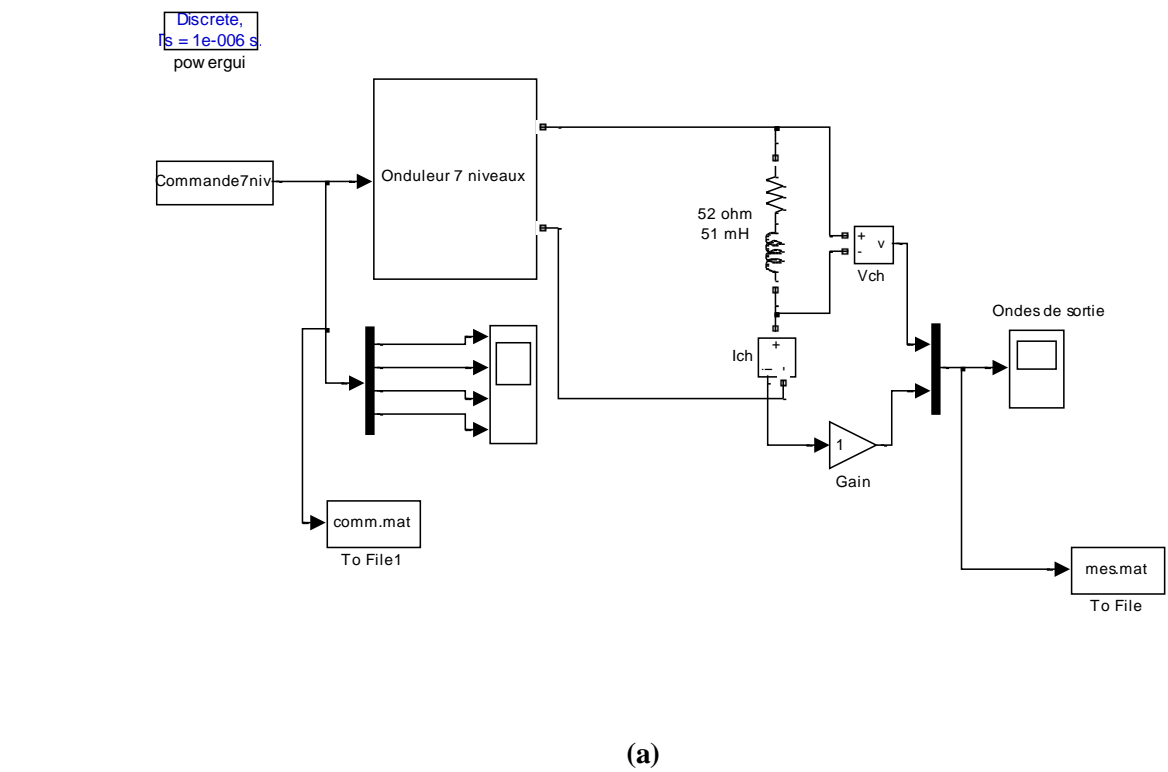 Discrete,
Ts = 1e-006 s.
powergui
Commande7niv
Onduleur 7 niveaux
52 ohm
51 mH
+
-
v
Vch
Ondes de sortie
Ich
+
1
Gain
comm.mat
To File1
mes.mat
To File
(a)